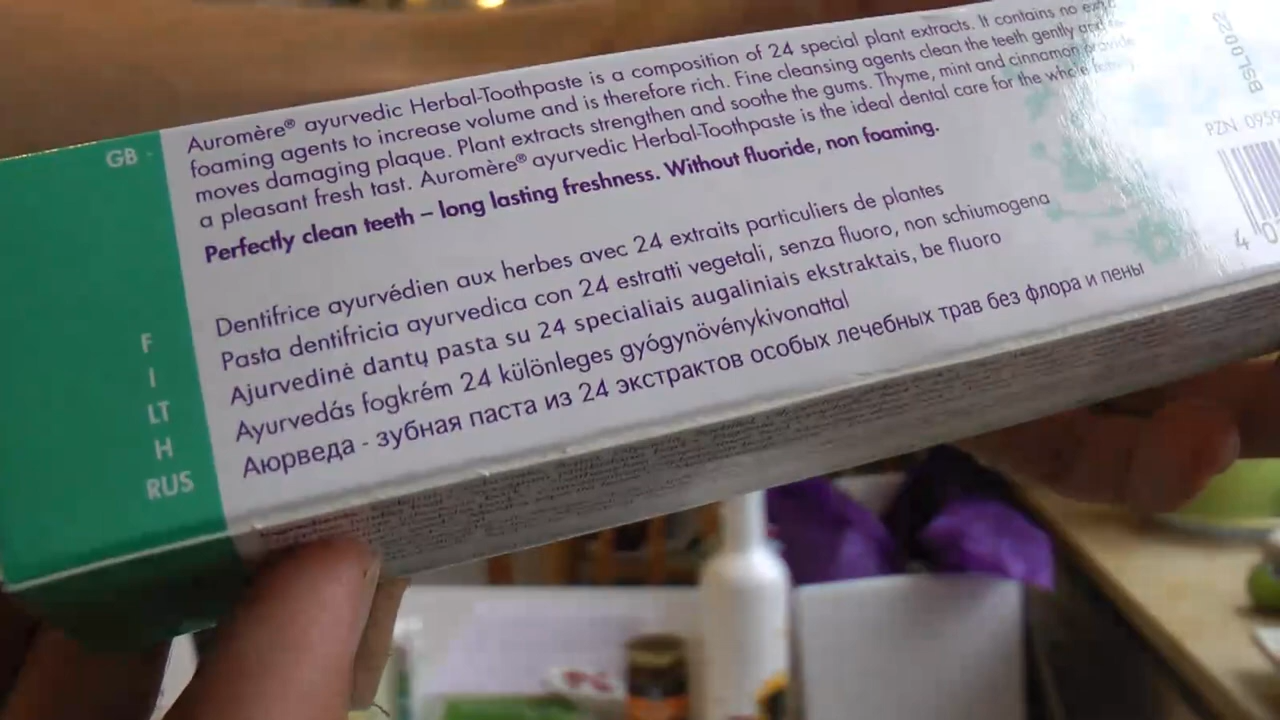 GB
Auromère® ayurvedic Herbal-Toothpaste is a composition of 24 special plant extracts. It contains no
foaming agents to increase volume and is therefore rich. Fine cleansing agents clean the teeth gently
moves damaging plaque. Plant extracts strengthen and soothe the gums. Thyme, mint and cinnamon
a pleasant fresh tast. Auromère® ayurvedic Herbal-Toothpaste is the ideal dental care for the whole
Perfectly clean teeth – long lasting freshness. Without fluoride, non foaming.
F Dentifrice ayurvédien aux herbes avec 24 extraits particuliers de plantes
I Pasta dentifricia ayurvedica con 24 estratti vegetali, senza fluoro, non schiumogena
LT Ajurvedinė dantų pasta su 24 specialiais augaliniais ekstraktais, be fluoro
H Ayurvedás fogkrém 24 különleges gyógynövénykivonattal
RUS Аюрведа - зубная паста из 24 экстрактов особых лечебных трав без флора и пены
PZN